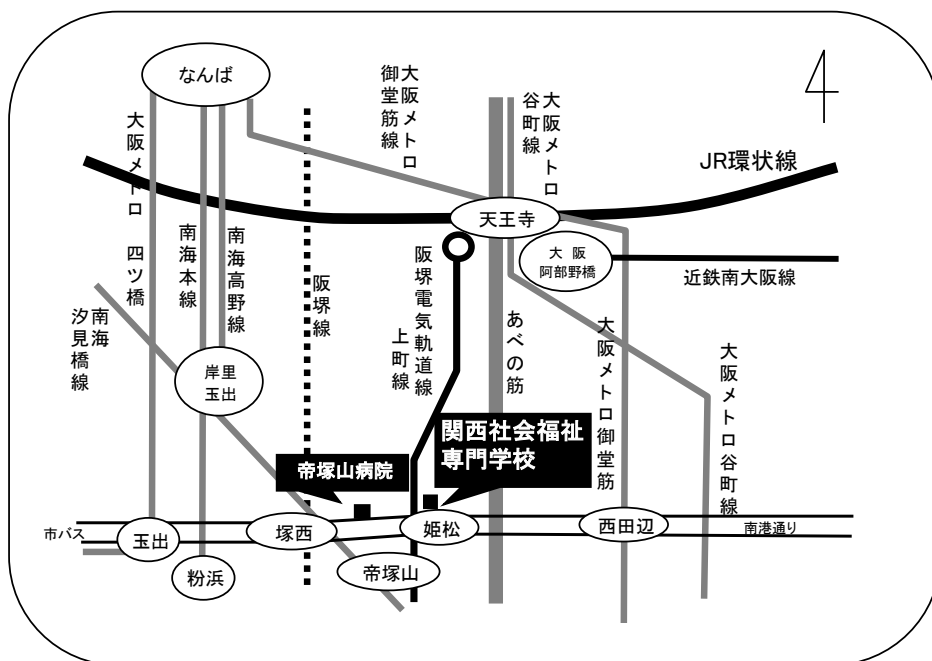 なんば
大阪メトロ
御堂筋線
大阪メトロ
谷町線
JR環状線
大阪メトロ 四ツ橋
南海本線
南海高野線
阪堺線
天王寺
大阪
阿部野橋
近鉄南大阪線
南海
汐見橋線
岸里
玉出
阪堺電気軌道線
上町線
あべの筋
大阪メトロ御堂筋
大阪メトロ谷町線
関西社会福祉
専門学校
帝塚山病院
市バス
玉出
塚西
姫松
西田辺
南港通り
粉浜
帝塚山